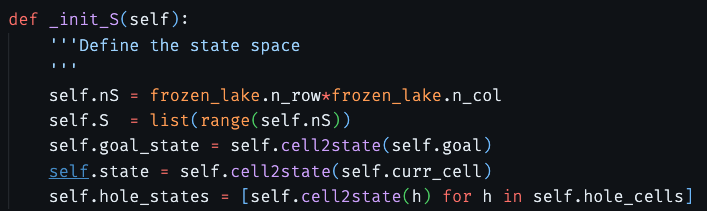 def _init_S(self):
    '''Define the state space
    '''
    self.nS = frozen_lake.n_row*frozen_lake.n_col
    self.S  = list(range(self.nS))
    self.goal_state = self.cell2state(self.goal)
    self.state = self.cell2state(self.curr_cell)
    self.hole_states = [self.cell2state(h) for h in self.hole_cells]